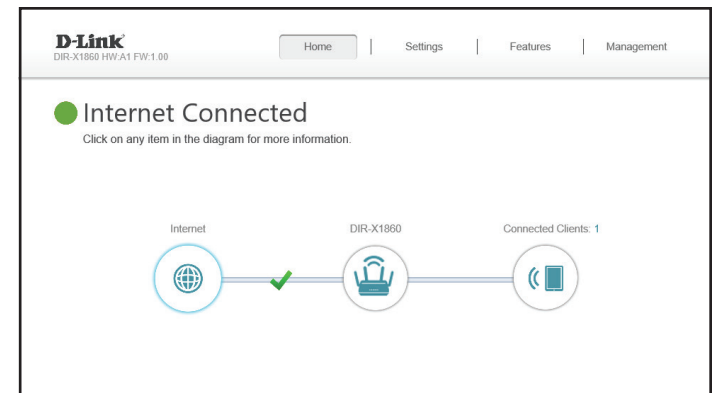 D-Link
DIR-X1860 HW:A1 FW:1.00
Home
Settings
Features
Management
Internet Connected
Click on any item in the diagram for more information.
Internet
DIR-X1860
Connected Clients: 1